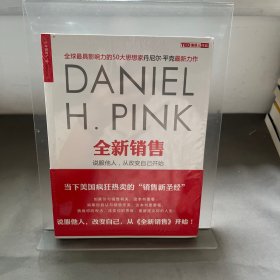 全球最具影响力的50大思想家丹尼尔·平克最新力作
DANIEL
H. PINK
全新销售
说服他人，从改变自己开始
当下美国疯狂热卖的“销售新圣经”
说服他人，改变自己，从《全新销售》开始！